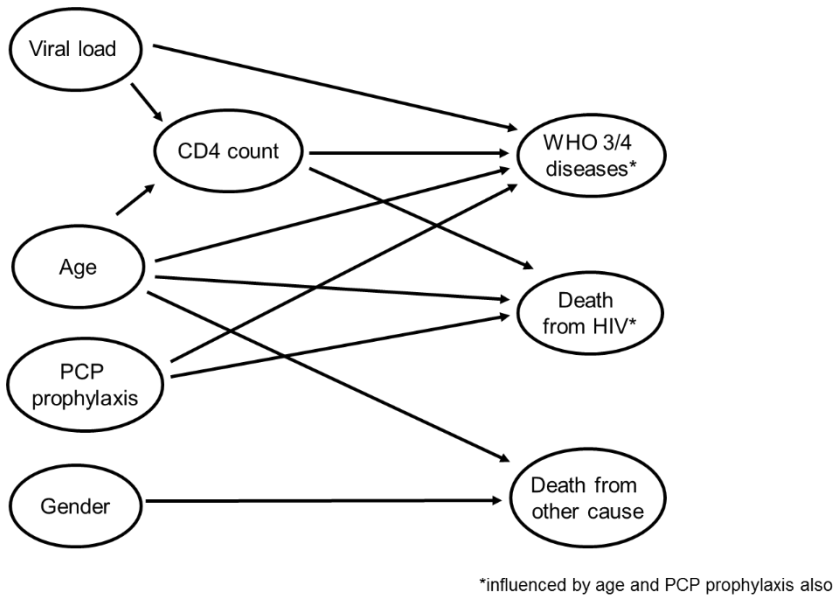 Viral load
CD4 count
WHO 3/4
diseases*
Age
Death
from HIV*
PCP
prophylaxis
Gender
Death from
other cause
*influenced by age and PCP prophylaxis also